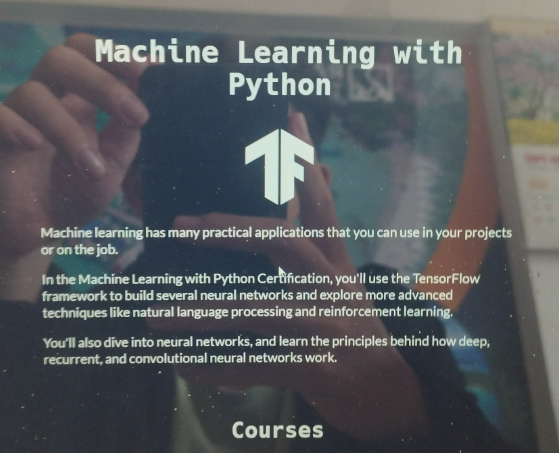 Machine Learning with
Python
Machine learning has many practical applications that you can use in your projects
or on the job.
In the Machine Learning with Python Certification, you'll use the TensorFlow
framework to build several neural networks and explore more advanced
techniques like natural language processing and reinforcement learning.
You'll also dive into neural networks, and learn the principles behind how deep,
recurrent, and convolutional neural networks work.
Courses